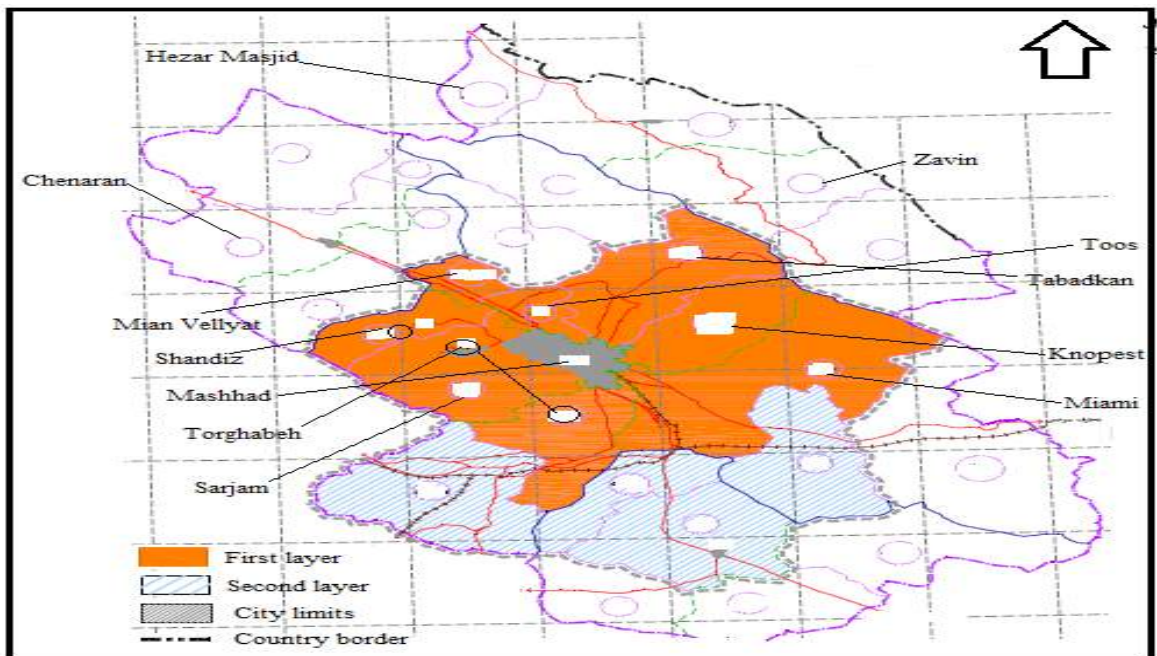 Hezar Masjid
Zavin
Chenaran
Toos
Tabadkan
Mian Vellyat
Shandiz
Knopest
Mashhad
Miami
Torghabeh
Sarjam
First layer
Second layer
City limits
Country border